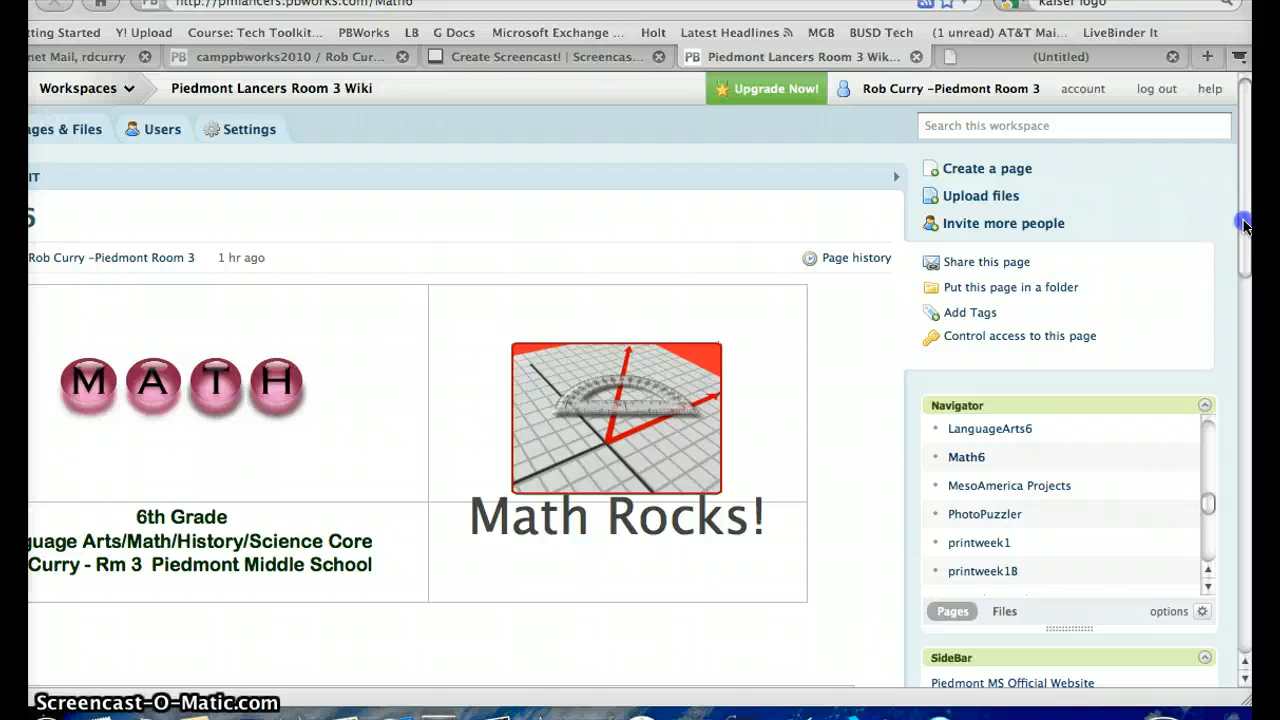 http://pmlancers.pbworks.com/Math6
kaiser logo
Y! Upload Course: Tech Toolkit... PBWorks LB G Docs Microsoft Exchange ... Holt Latest Headlines MGB BUSD Tech (1 unread) AT&T Mai... LiveBinder It
net Mail, rdcurry camppbworks2010 / Rob Cur... Create Screencast! | Screencas... PB Piedmont Lancers Room 3 Wik... (Untitled)
Workspaces Piedmont Lancers Room 3 Wiki Upgrade Now! Rob Curry –Piedmont Room 3 account log out help
ages & Files Users Settings
Search this workspace
Create a page
IT
Upload files
6
Invite more people
Rob Curry –Piedmont Room 3 1 hr ago Page history
Share this page
Put this page in a folder
Add Tags
Control access to this page
MATH
Navigator
LanguageArts6
Math6
MesoAmerica Projects
PhotoPuzzler
printweek1
printweek1B
Pages Files options
Math Rocks!
6th Grade
guage Arts/Math/History/Science Core
Curry - Rm 3 Piedmont Middle School
SideBar
Piedmont MS Official Website
Screencast-O-Matic.com